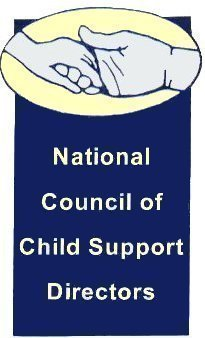 National
Council of
Child Support
Directors